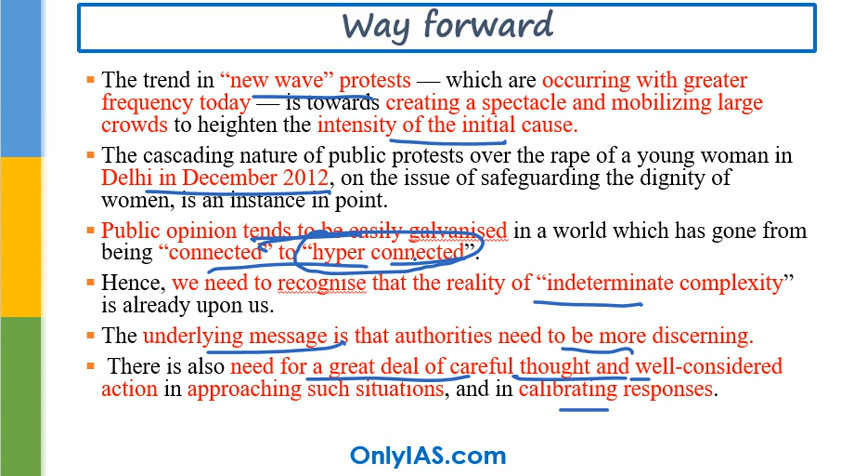 Way forward
The trend in “new wave” protests — which are occurring with greater
frequency today — is towards creating a spectacle and mobilizing large
crowds to heighten the intensity of the initial cause.
The cascading nature of public protests over the rape of a young woman in
Delhi in December 2012, on the issue of safeguarding the dignity of
women, is an instance in point.
Public opinion tends to be easily galvanised in a world which has gone from
being “connected” to “hyper connected”.
Hence, we need to recognise that the reality of “indeterminate complexity”
is already upon us.
The underlying message is that authorities need to be more discerning.
There is also need for a great deal of careful thought and well-considered
action in approaching such situations, and in calibrating responses.
OnlyIAS.com